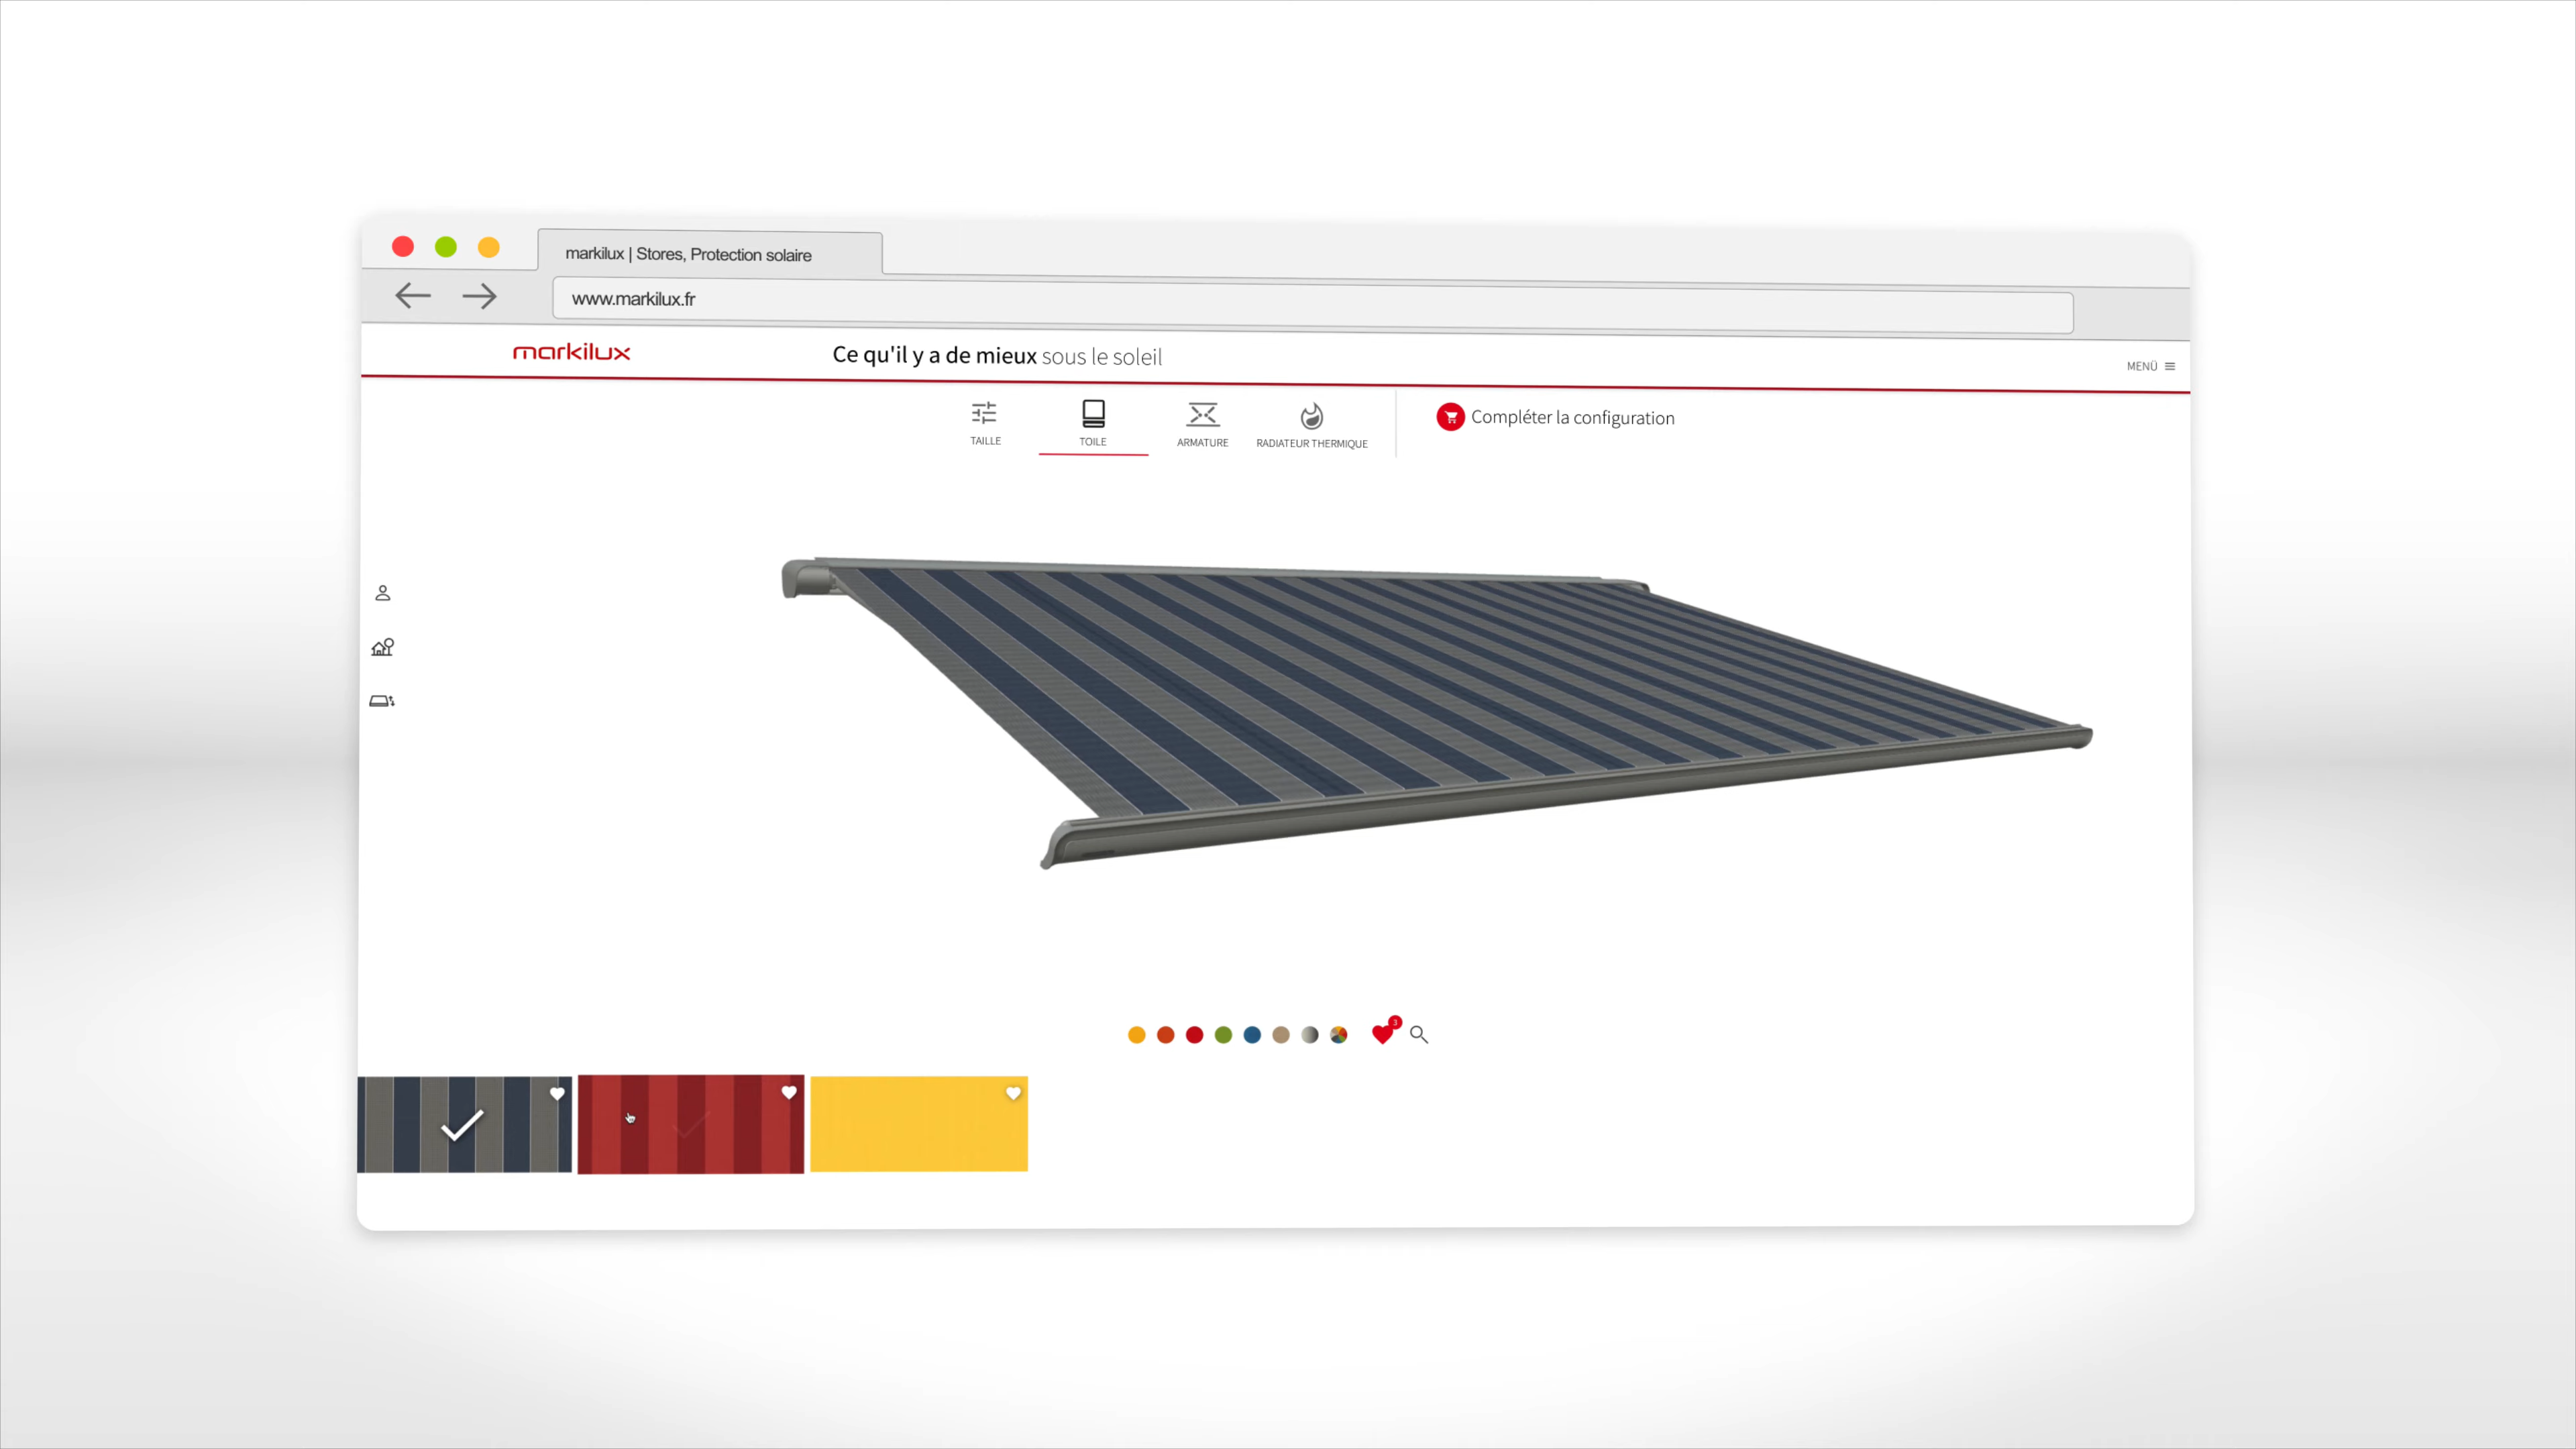 markilux | Stores, Protection solaire
www.markilux.fr
markilux
Ce qu'il y a de mieux sous le soleil
MENÜ
TAILLE
TOILE
ARMATURE
RADIATEUR THERMIQUE
Compléter la configuration
3